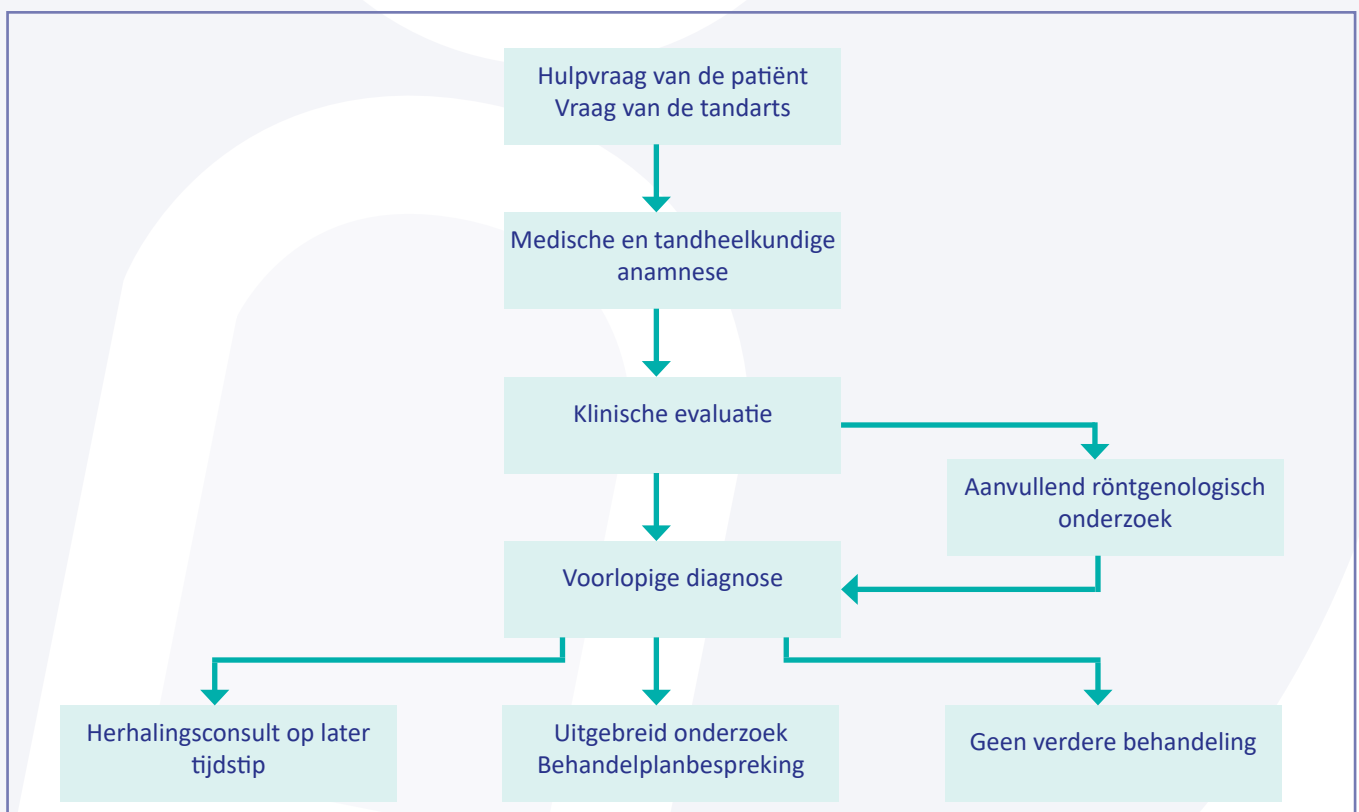 Hulpvraag van de patiënt
Vraag van de tandarts
Medische en tandheelkundige
anamnese
Klinische evaluatie
Aanvullend röntgenologisch
onderzoek
Voorlopige diagnose
Herhalingsconsult op later
tijdstip
Uitgebreid onderzoek
Behandelplanbespreking
Geen verdere behandeling